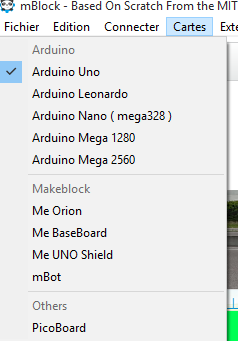 mBlock - Based On Scratch From the MIT
Fichier Edition Connecter Cartes Exte
Arduino
Arduino Uno
Arduino Leonardo
Arduino Nano ( mega328 )
Arduino Mega 1280
Arduino Mega 2560
Makeblock
Me Orion
Me BaseBoard
Me UNO Shield
mBot
Others
PicoBoard